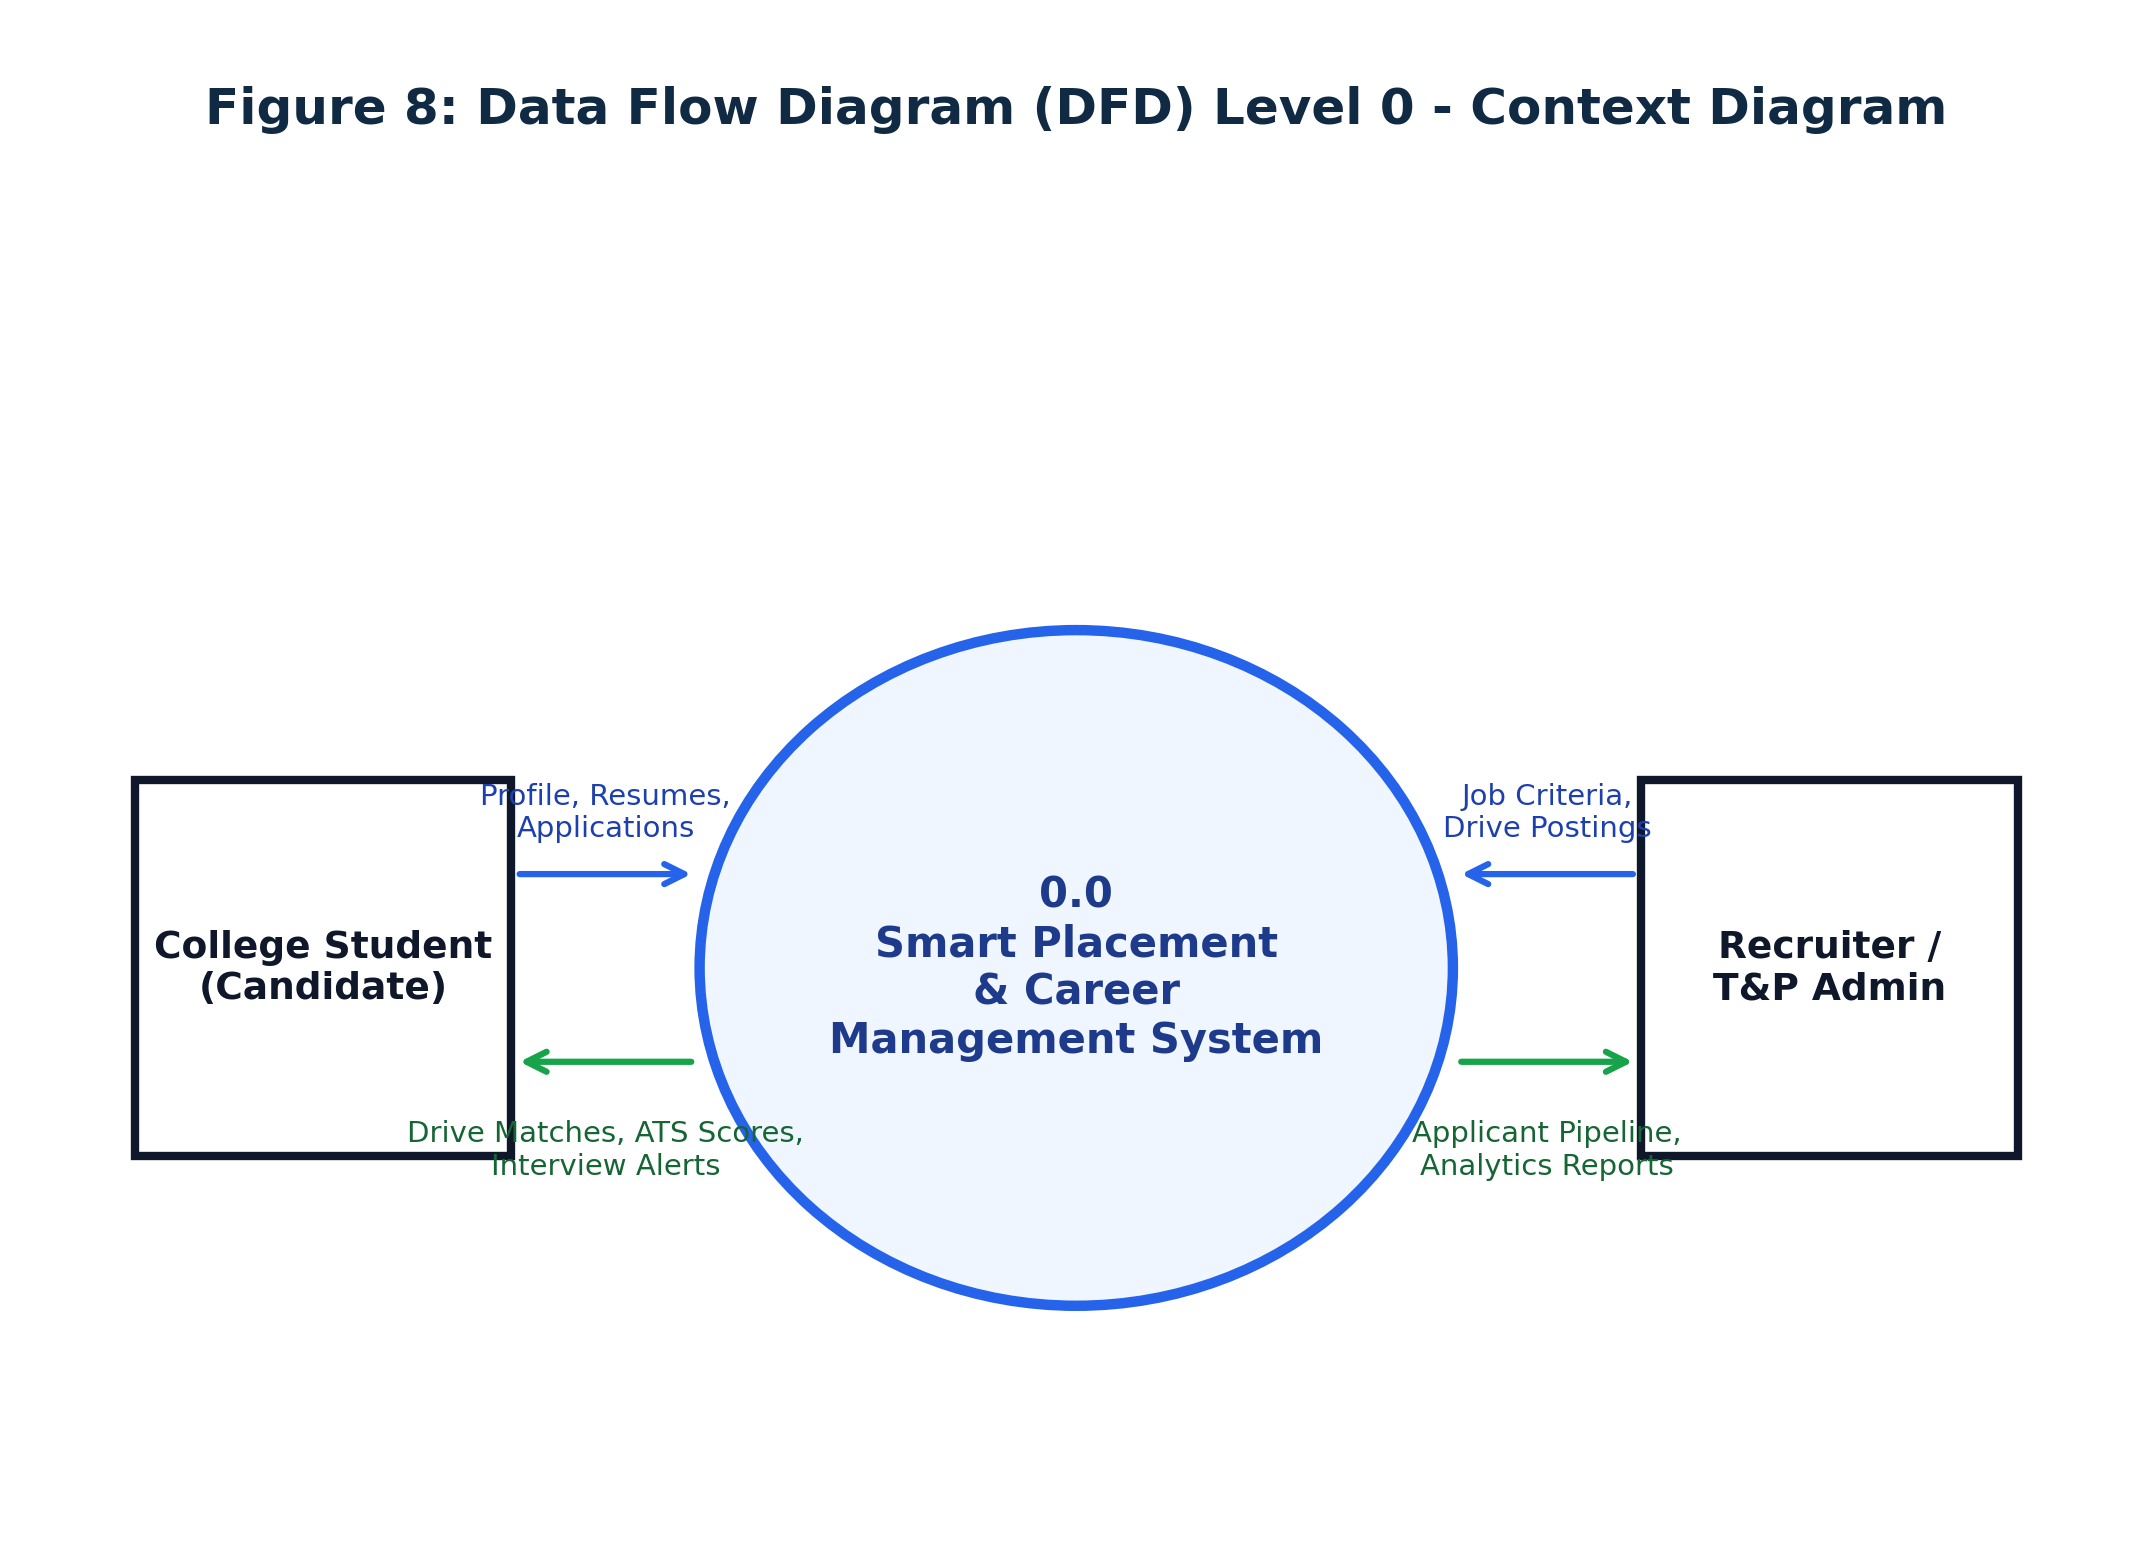 Figure 8: Data Flow Diagram (DFD) Level 0 - Context Diagram
Profile, Resumes,
Applications
Job Criteria,
Drive Postings
College Student
(Candidate)
0.0
Smart Placement
& Career
Management System
Recruiter /
T&P Admin
Drive Matches, ATS Scores,
Interview Alerts
Applicant Pipeline,
Analytics Reports